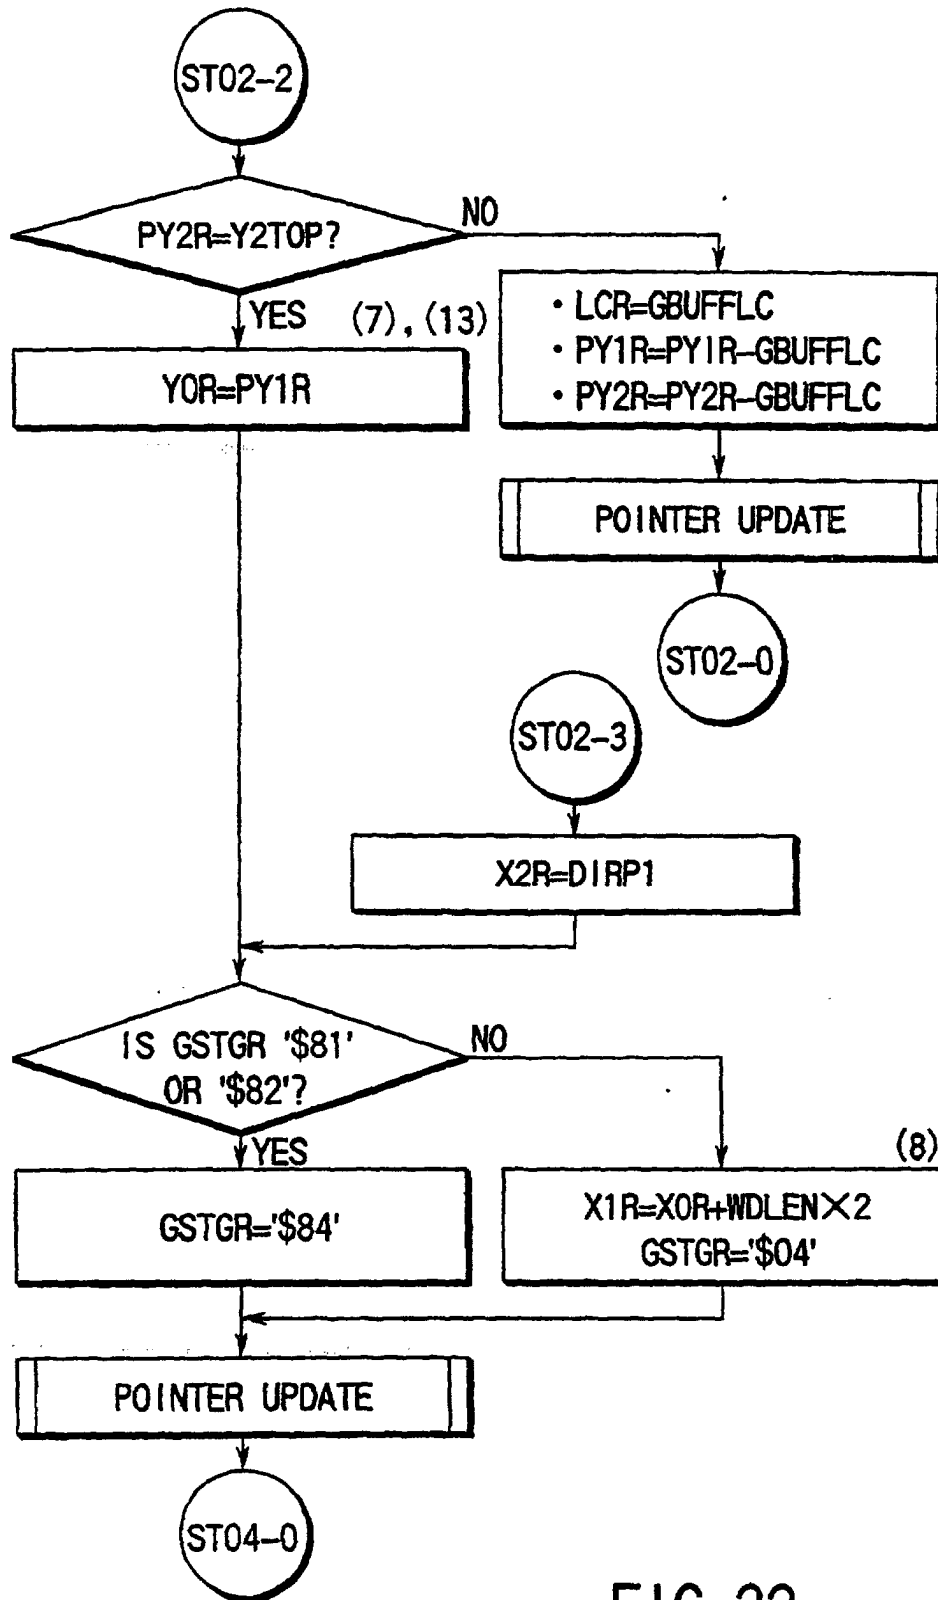 ST02-2
PY2R=Y2TOP?
NO
YES
(7), (13)
Y0R=PY1R
• LCR=GBUFFLC
• PY1R=PY1R-GBUFFLC
• PY2R=PY2R-GBUFFLC
POINTER UPDATE
ST02-0
ST02-3
X2R=DIRP1
IS GSTGR '$81'
OR '$82'?
NO
YES
(8)
GSTGR='$84'
X1R=X0R+WDLEN×2
GSTGR='$04'
POINTER UPDATE
ST04-0